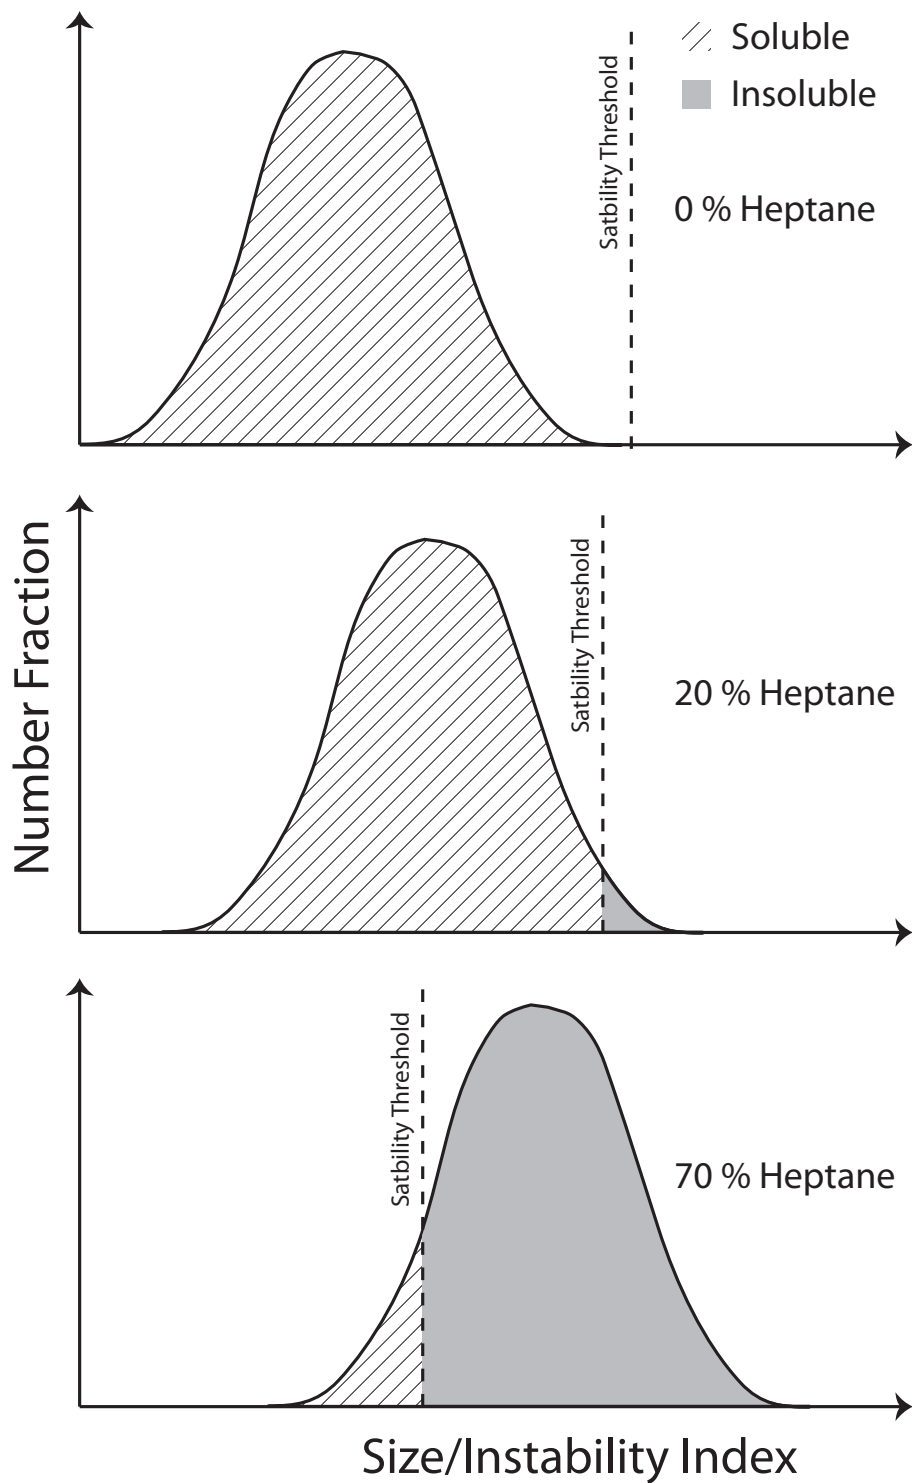 Soluble
Insoluble
Satbility Threshold
0 % Heptane
Number Fraction
Satbility Threshold
20 % Heptane
Satbility Threshold
70 % Heptane
Size/Instability Index